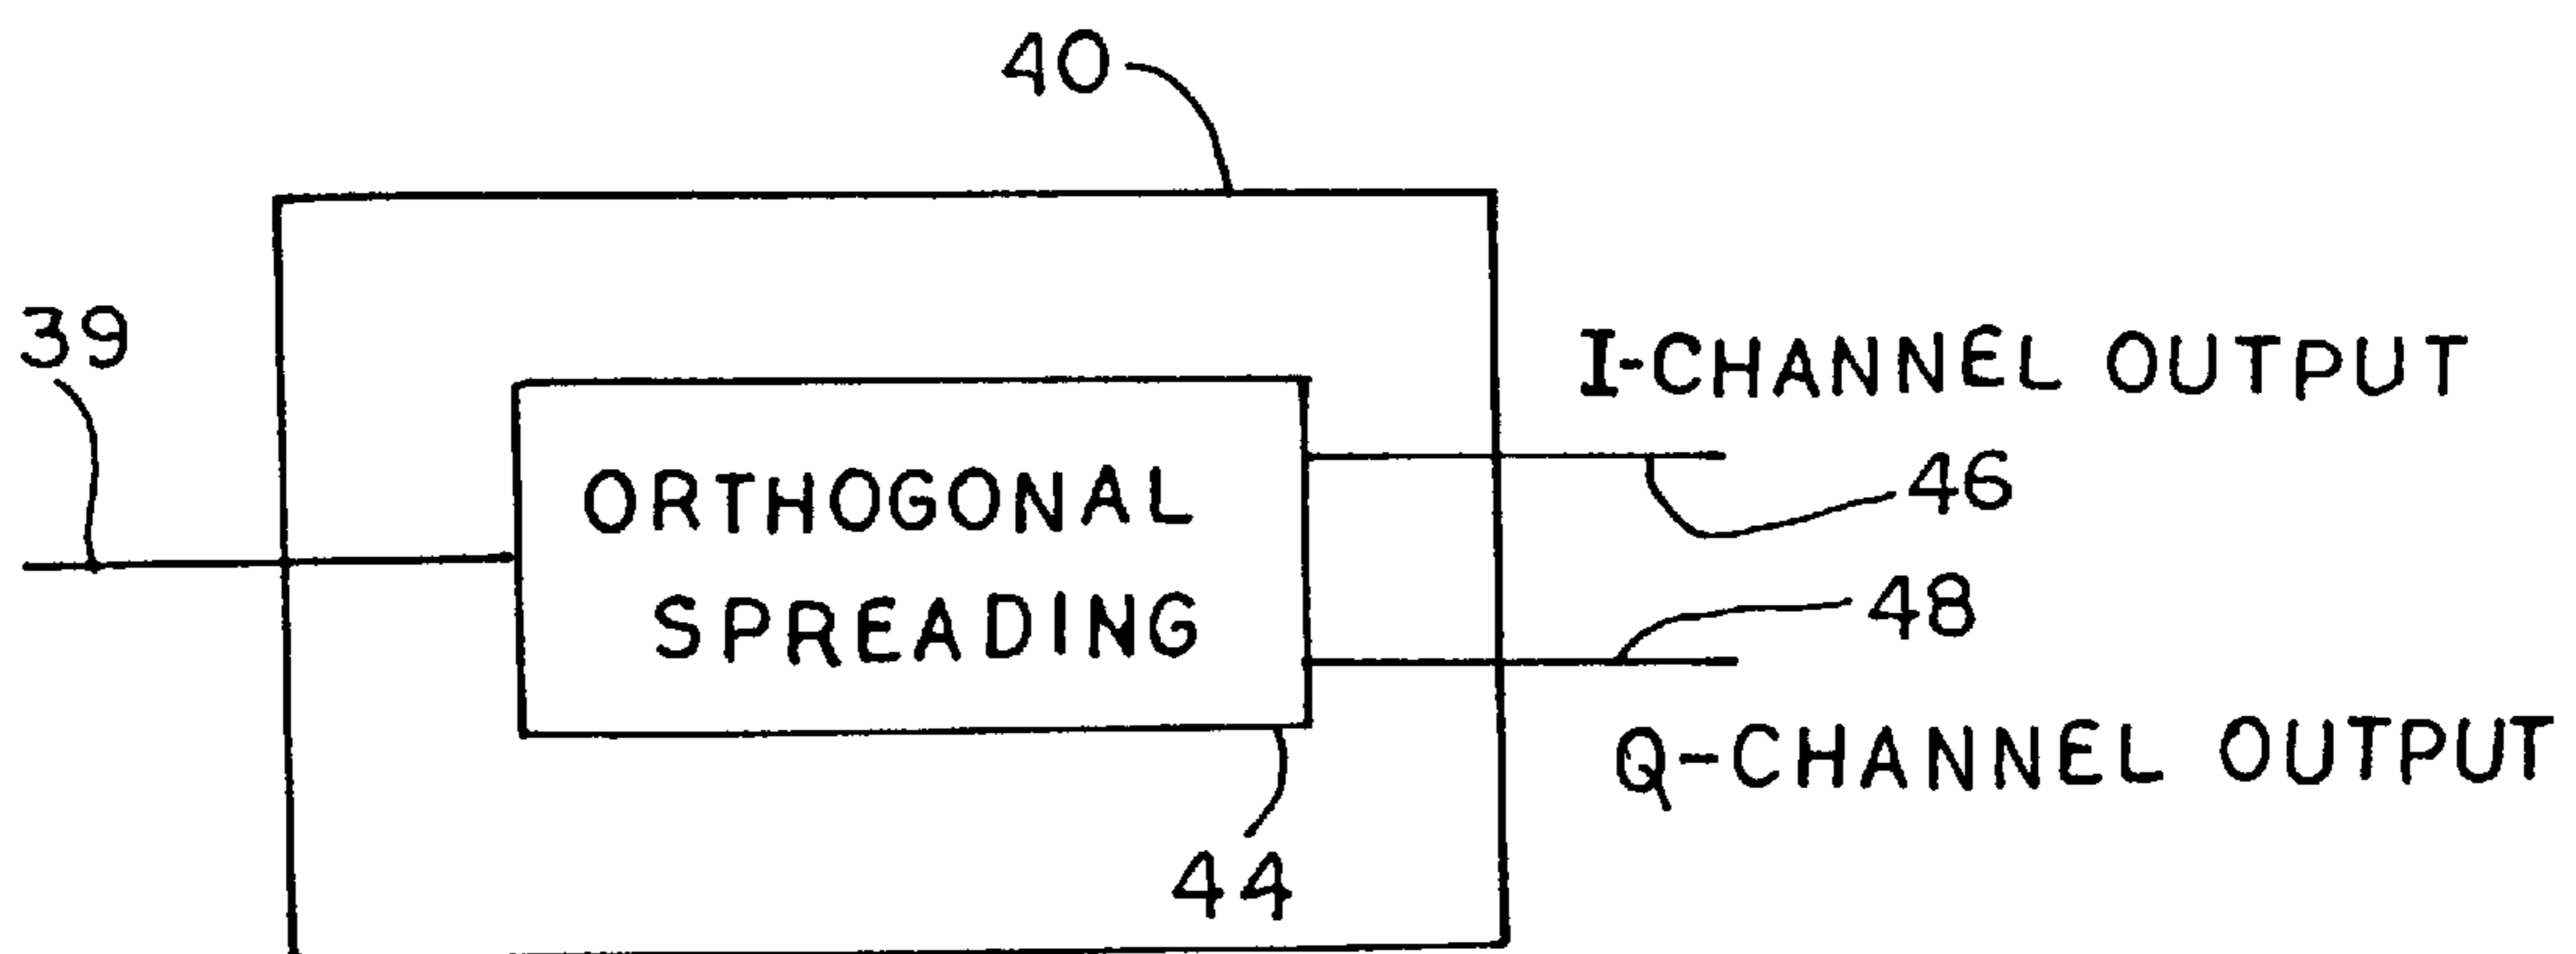 40
39
I-CHANNEL OUTPUT
ORTHOGONAL
SPREADING
46
48
Q-CHANNEL OUTPUT
44